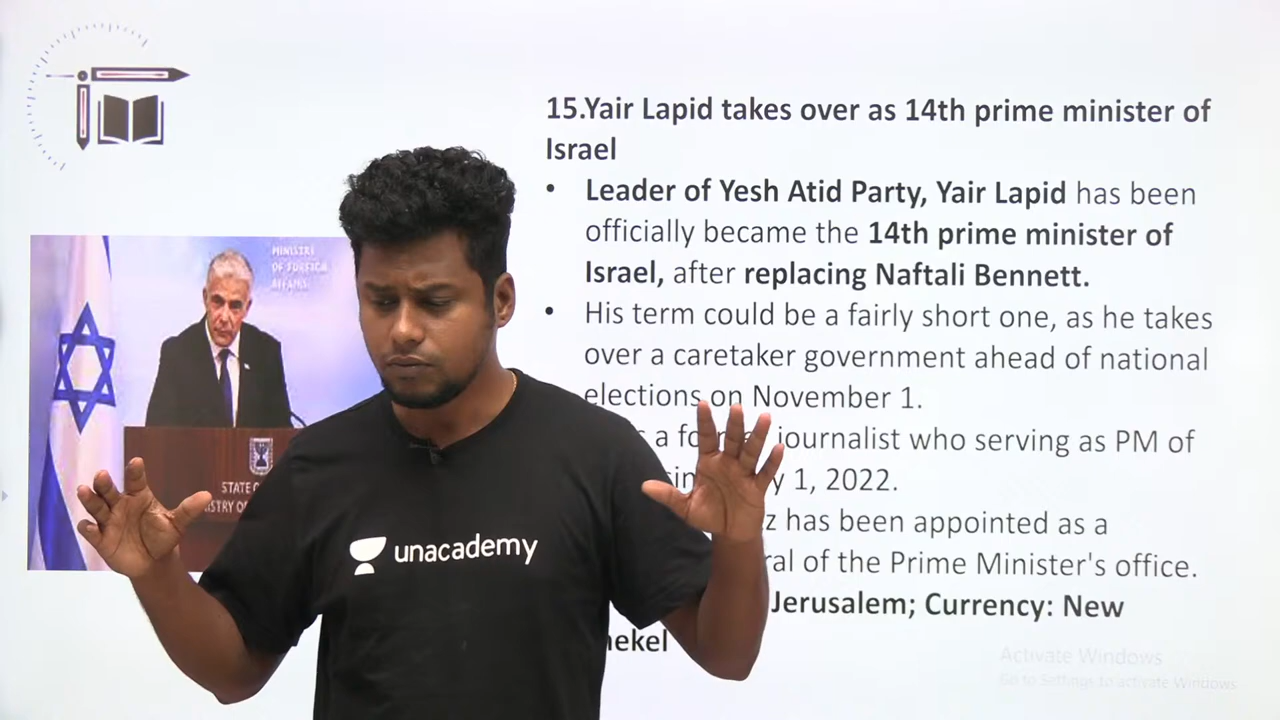 15.Yair Lapid takes over as 14th prime minister of
Israel
• Leader of Yesh Atid Party, Yair Lapid has been
officially became the 14th prime minister of
Israel, after replacing Naftali Bennett.
• His term could be a fairly short one, as he takes
over a caretaker government ahead of national
elections on November 1.
a journalist who serving as PM of
1, 2022.
has been appointed as a
of the Prime Minister's office.
Jerusalem; Currency: New
MINISTRY
OF FOREIGN
AFFAIRS
STATE
OF
unacademy
Activate Windows
Go to Settings to activate Windows